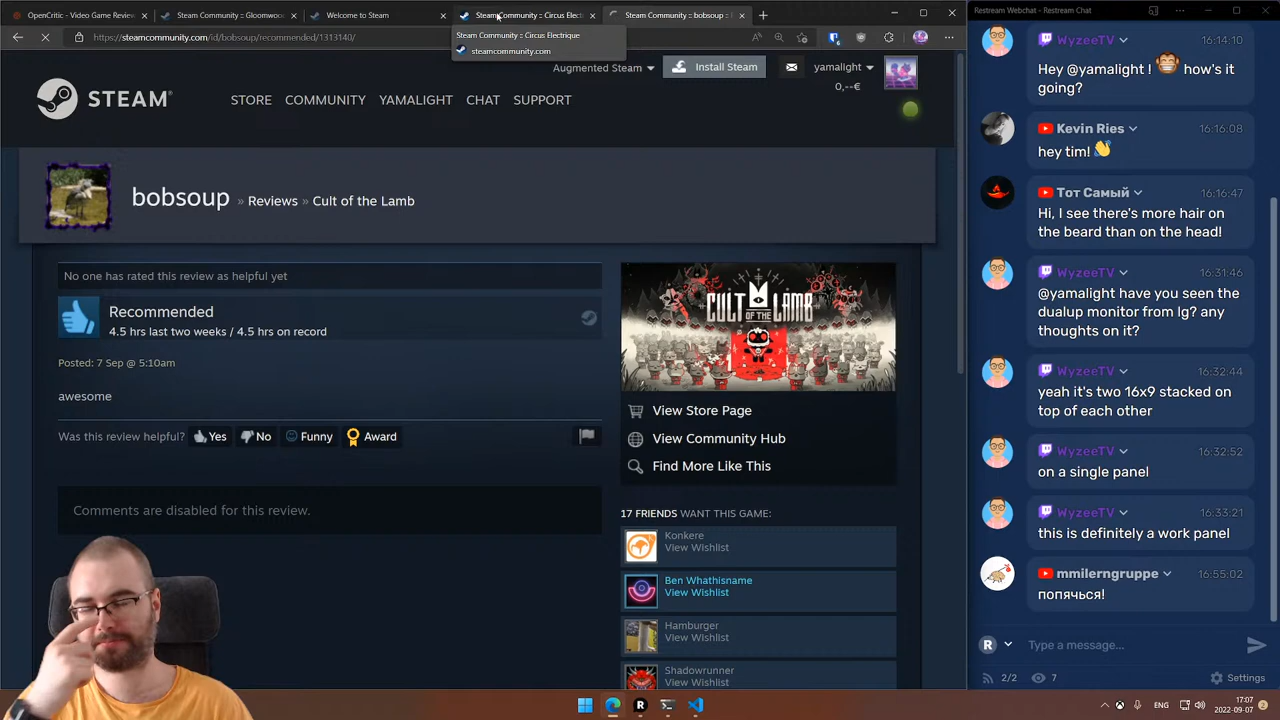 OpenCritic - Video Game Revie
Steam Community :: Gloomwo
Welcome to Steam
Steam Community :: Circus Elect
Steam Community :: bobsoup ::
Restream Webchat - Restream Chat
https://steamcommunity.com/id/bobsoup/recommended/1313140/
Steam Community :: Circus Electrique
steamcommunity.com
Augmented Steam
Install Steam
yamalight
0,--€
STEAM®
STORE COMMUNITY YAMALIGHT CHAT SUPPORT
bobsoup » Review » Cult of the Lamb
No one has rated this review as helpful yet
Recommended
4.5 hrs last two weeks / 4.5 hrs on record
Posted: 7 Sep @ 5:10am
awesome
Was this review helpful? Yes No Funny Award
Comments are disabled for this review.
CULT OF THE LAMB
View Store Page
View Community Hub
Find More Like This
17 FRIENDS WANT THIS GAME:
Konkere
View Wishlist
Ben Whathisname
View Wishlist
Hamburger
View Wishlist
Shadowrunner
View Wishlist
WyzeeTV 16:14:10
Hey @yamalight ! how's it
going?
Kevin Ries 16:16:08
hey tim!
Тот Самый 16:16:47
Hi, I see there's more hair on
the beard than on the head!
WyzeeTV 16:31:46
@yamalight have you seen the
dualup monitor from lg? any
thoughts on it?
WyzeeTV 16:32:44
yeah it's two 16x9 stacked on
top of each other
WyzeeTV 16:32:52
on a single panel
WyzeeTV 16:33:21
this is definitely a work panel
mmilerngruppe 16:55:02
попячься!
R Type a message...
2/2 7 Settings
ENG 17:07
2022-09-07